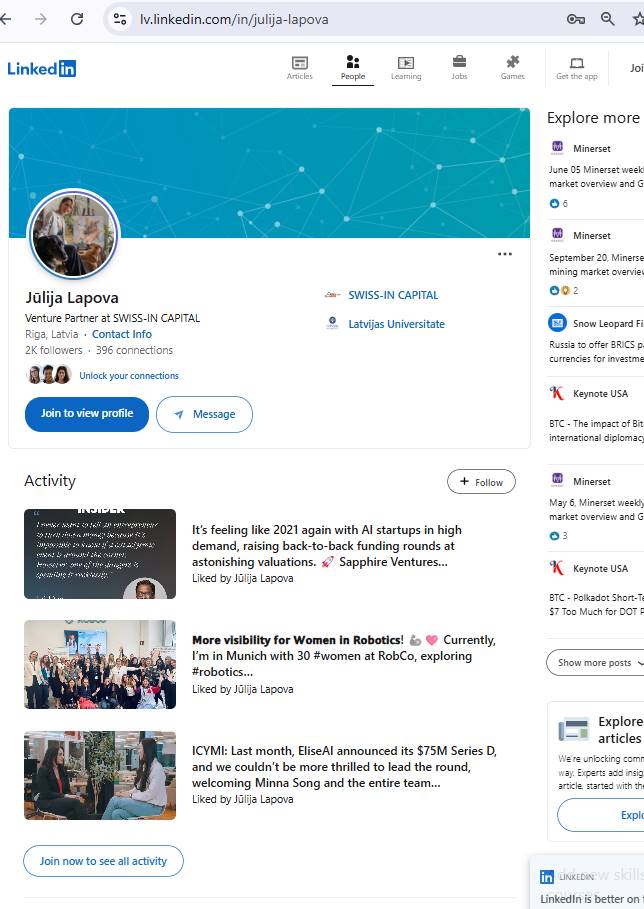 lv.linkedin.com/in/julija-lapova
Linked in
Articles
People
Learning
Jobs
Games
Get the app
Joi
Jūlija Lapova
Venture Partner at SWISS-IN CAPITAL
Riga, Latvia · Contact Info
2K followers · 396 connections
Unlock your connections
Join to view profile
Message
SWISS-IN CAPITAL
Latvijas Universitate
Activity
+ Follow
INSIDER
It's feeling like 2021 again with AI startups in high
demand, raising back-to-back funding rounds at
astonishing valuations. 🚀 Sapphire Ventures...
Liked by Jūlija Lapova
More visibility for Women in Robotics! 🦾 🩷 Currently,
I'm in Munich with 30 #women at RobCo, exploring
#robotics...
Liked by Jūlija Lapova
ICYMI: Last month, EliseAI announced its $75M Series D,
and we couldn't be more thrilled to lead the round,
welcoming Minna Song and the entire team...
Liked by Jūlija Lapova
Join now to see all activity
Explore more
Minerset
June 05 Minerset week
market overview and G
6
Minerset
September 20, Minerse
mining market overview
2
Snow Leopard Fi
Russia to offer BRICS pa
currencies for investme
Keynote USA
BTC - The impact of Bit
international diplomacy
Minerset
May 6, Minerset weekly
market overview and G
3
Keynote USA
BTC - Polkadot Short-Te
$7 Too Much for DOT P
Show more posts
Explore
articles
We're unlocking comm
way. Experts add insig
article, started with the
Explo
LINKEDIN
LinkedIn is better on t